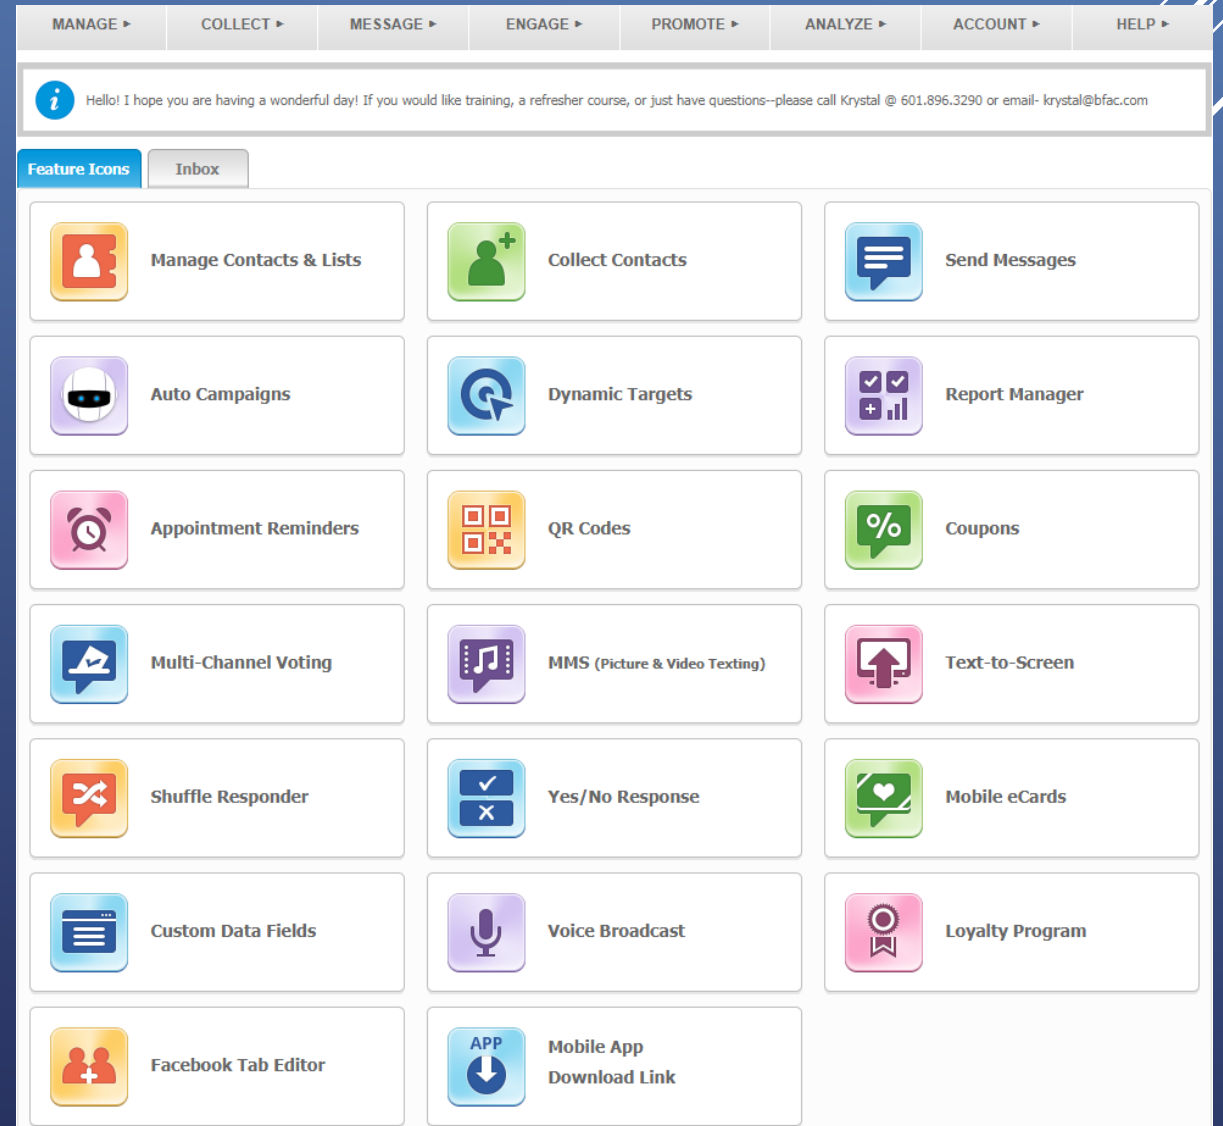 MANAGE ► COLLECT ► MESSAGE ► ENGAGE ► PROMOTE ► ANALYZE ► ACCOUNT ► HELP ►
i Hello! I hope you are having a wonderful day! If you would like training, a refresher course, or just have questions--please call Krystal @ 601.896.3290 or email- krystal@bfac.com
Feature Icons Inbox
Manage Contacts & Lists Collect Contacts Send Messages
Auto Campaigns Dynamic Targets Report Manager
Appointment Reminders QR Codes % Coupons
Multi-Channel Voting MMS (Picture & Video Texting) Text-to-Screen
Shuffle Responder Yes/No Response Mobile eCards
Custom Data Fields Voice Broadcast Loyalty Program
Facebook Tab Editor APP Mobile App
Download Link